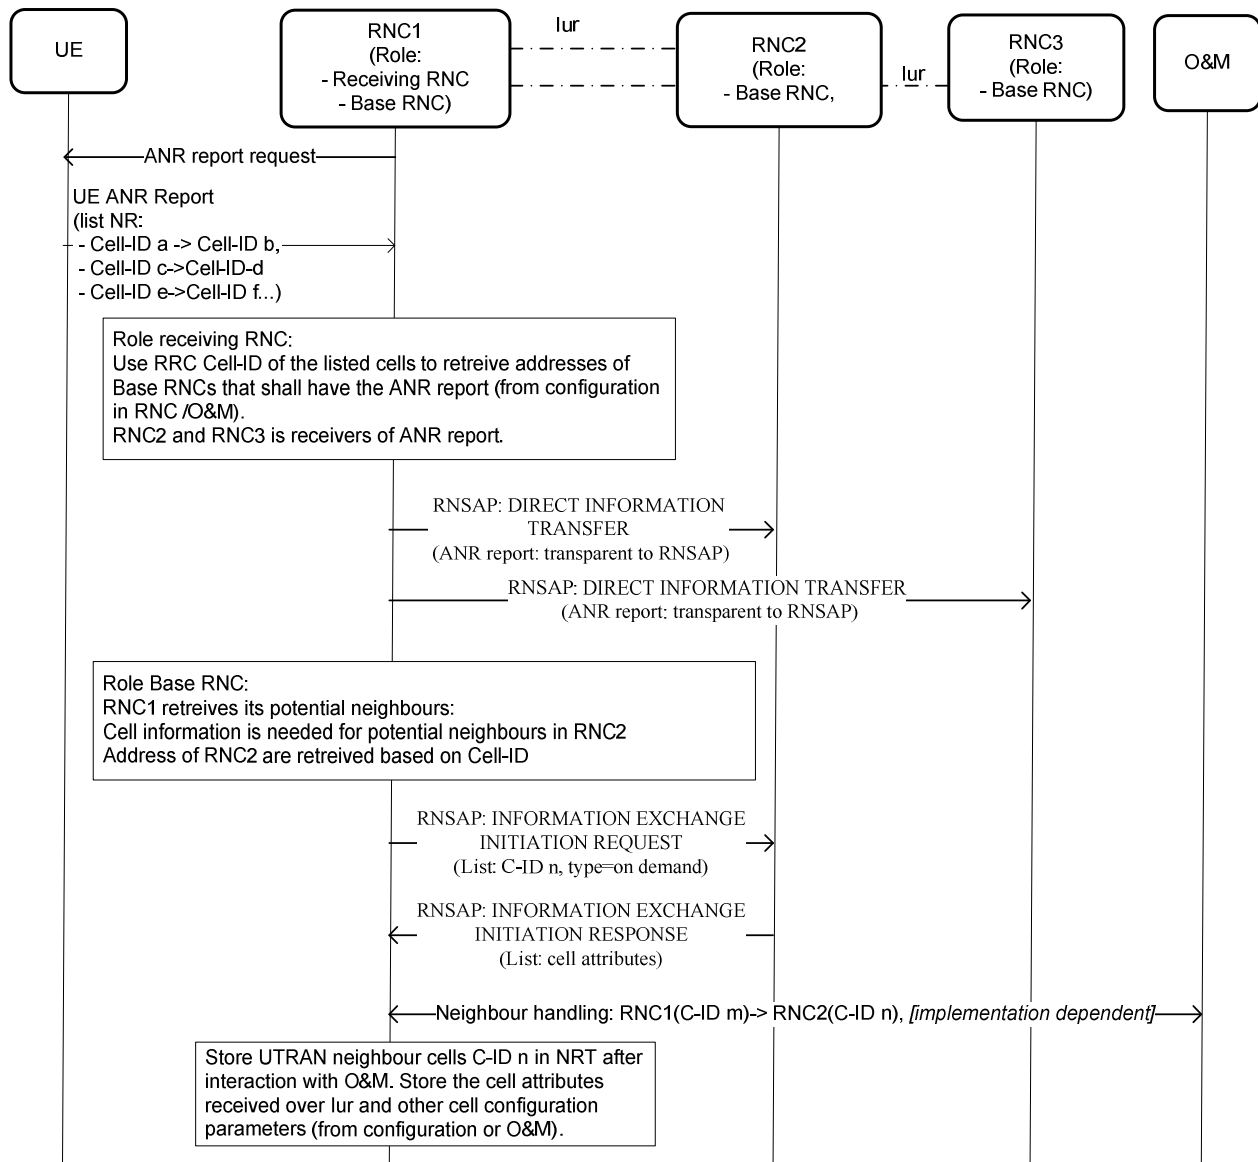 UE
RNC1
(Role:
- Receiving RNC
- Base RNC)
Iur
RNC2
(Role:
- Base RNC,
Iur
RNC3
(Role:
- Base RNC)
O&M
ANR report request
UE ANR Report
(list NR:
- Cell-ID a -> Cell-ID b,
- Cell-ID c->Cell-ID-d
- Cell-ID e->Cell-ID f...)
Role receiving RNC:
Use RRC Cell-ID of the listed cells to retreive addresses of
Base RNCs that shall have the ANR report (from configuration
in RNC /O&M).
RNC2 and RNC3 is receivers of ANR report.
RNSAP: DIRECT INFORMATION
TRANSFER
(ANR report: transparent to RNSAP)
RNSAP: DIRECT INFORMATION TRANSFER
(ANR report: transparent to RNSAP)
Role Base RNC:
RNC1 retreives its potential neighbours:
Cell information is needed for potential neighbours in RNC2
Address of RNC2 are retreived based on Cell-ID
RNSAP: INFORMATION EXCHANGE
INITIATION REQUEST
(List: C-ID n, type=on demand)
RNSAP: INFORMATION EXCHANGE
INITIATION RESPONSE
(List: cell attributes)
Neighbour handling: RNC1(C-ID m)-> RNC2(C-ID n), [implementation dependent]
Store UTRAN neighbour cells C-ID n in NRT after
interaction with O&M. Store the cell attributes
received over Iur and other cell configuration
parameters (from configuration or O&M).